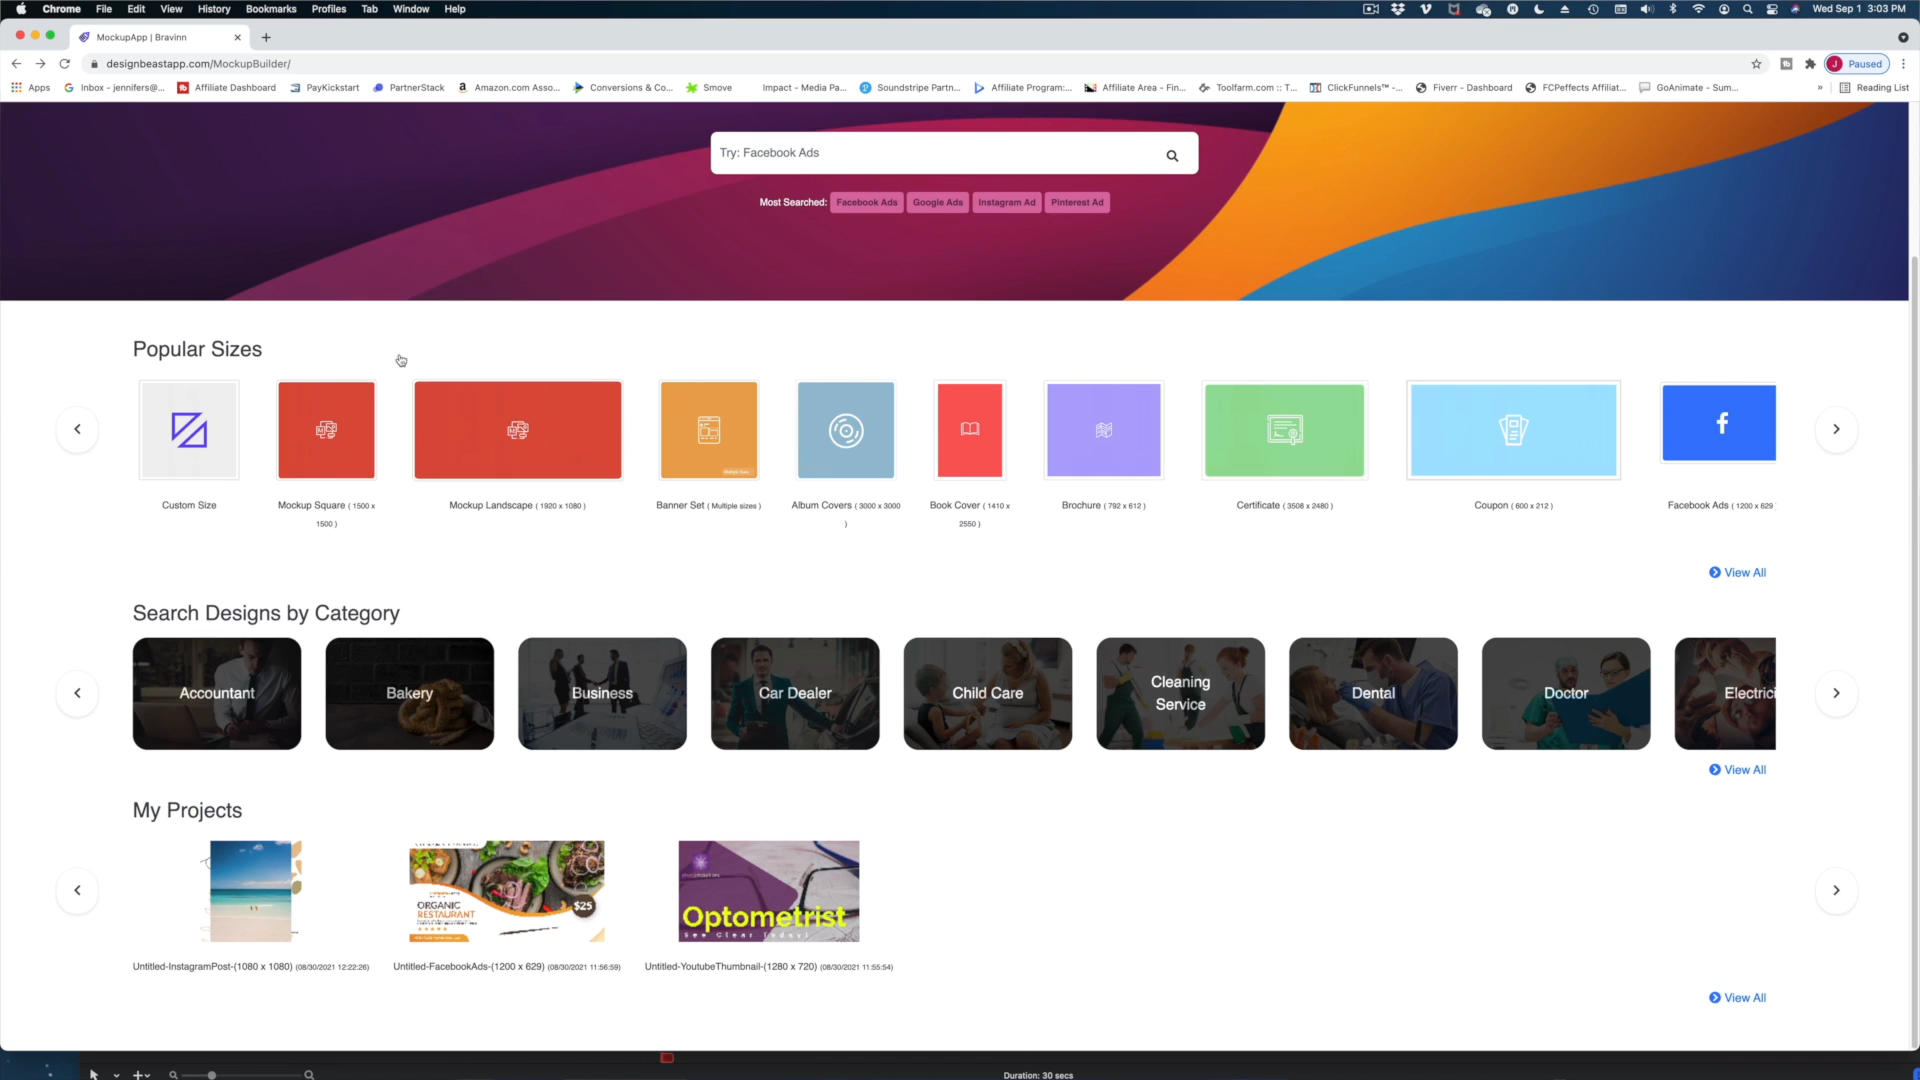 Chrome File Edit View History Bookmarks Profiles Tab Window Help Wed Sep 1 3:03 PM
MockupApp | Bravinn
designbeastapp.com/MockupBuilder/ J Paused
Apps Inbox - jennifers@... Affiliate Dashboard PayKickstart PartnerStack Amazon.com Asso... Conversions & Co... Smove Impact - Media Pa... Soundstripe Partn... Affiliate Program:... Affiliate Area - Fin... Toolfarm.com :: T... ClickFunnels™ -... Fiverr - Dashboard FCPeffects Affiliat... GoAnimate - Sum... » Reading List
Try: Facebook Ads
Most Searched: Facebook Ads Google Ads Instagram Ad Pinterest Ad
Popular Sizes
Custom Size
Mockup Square ( 1500 x
1500 )
Mockup Landscape ( 1920 x 1080 )
Banner Set ( Multiple sizes )
Album Covers ( 3000 x 3000
)
Book Cover ( 1410 x
2550 )
Brochure ( 792 x 612 )
Certificate ( 3508 x 2480 )
Coupon ( 600 x 212 )
Facebook Ads ( 1200 x 629
View All
Search Designs by Category
Accountant
Bakery
Business
Car Dealer
Child Care
Cleaning
Service
Dental
Doctor
Electrici
View All
My Projects
ORGANIC
RESTAURANT
$25
Optometrist
See Clear Today!
Untitled-InstagramPost-(1080 x 1080) (08/30/2021 12:22:26)
Untitled-FacebookAds-(1200 x 629) (08/30/2021 11:56:59)
Untitled-YoutubeThumbnail-(1280 x 720) (08/30/2021 11:55:54)
View All
Duration: 30 secs